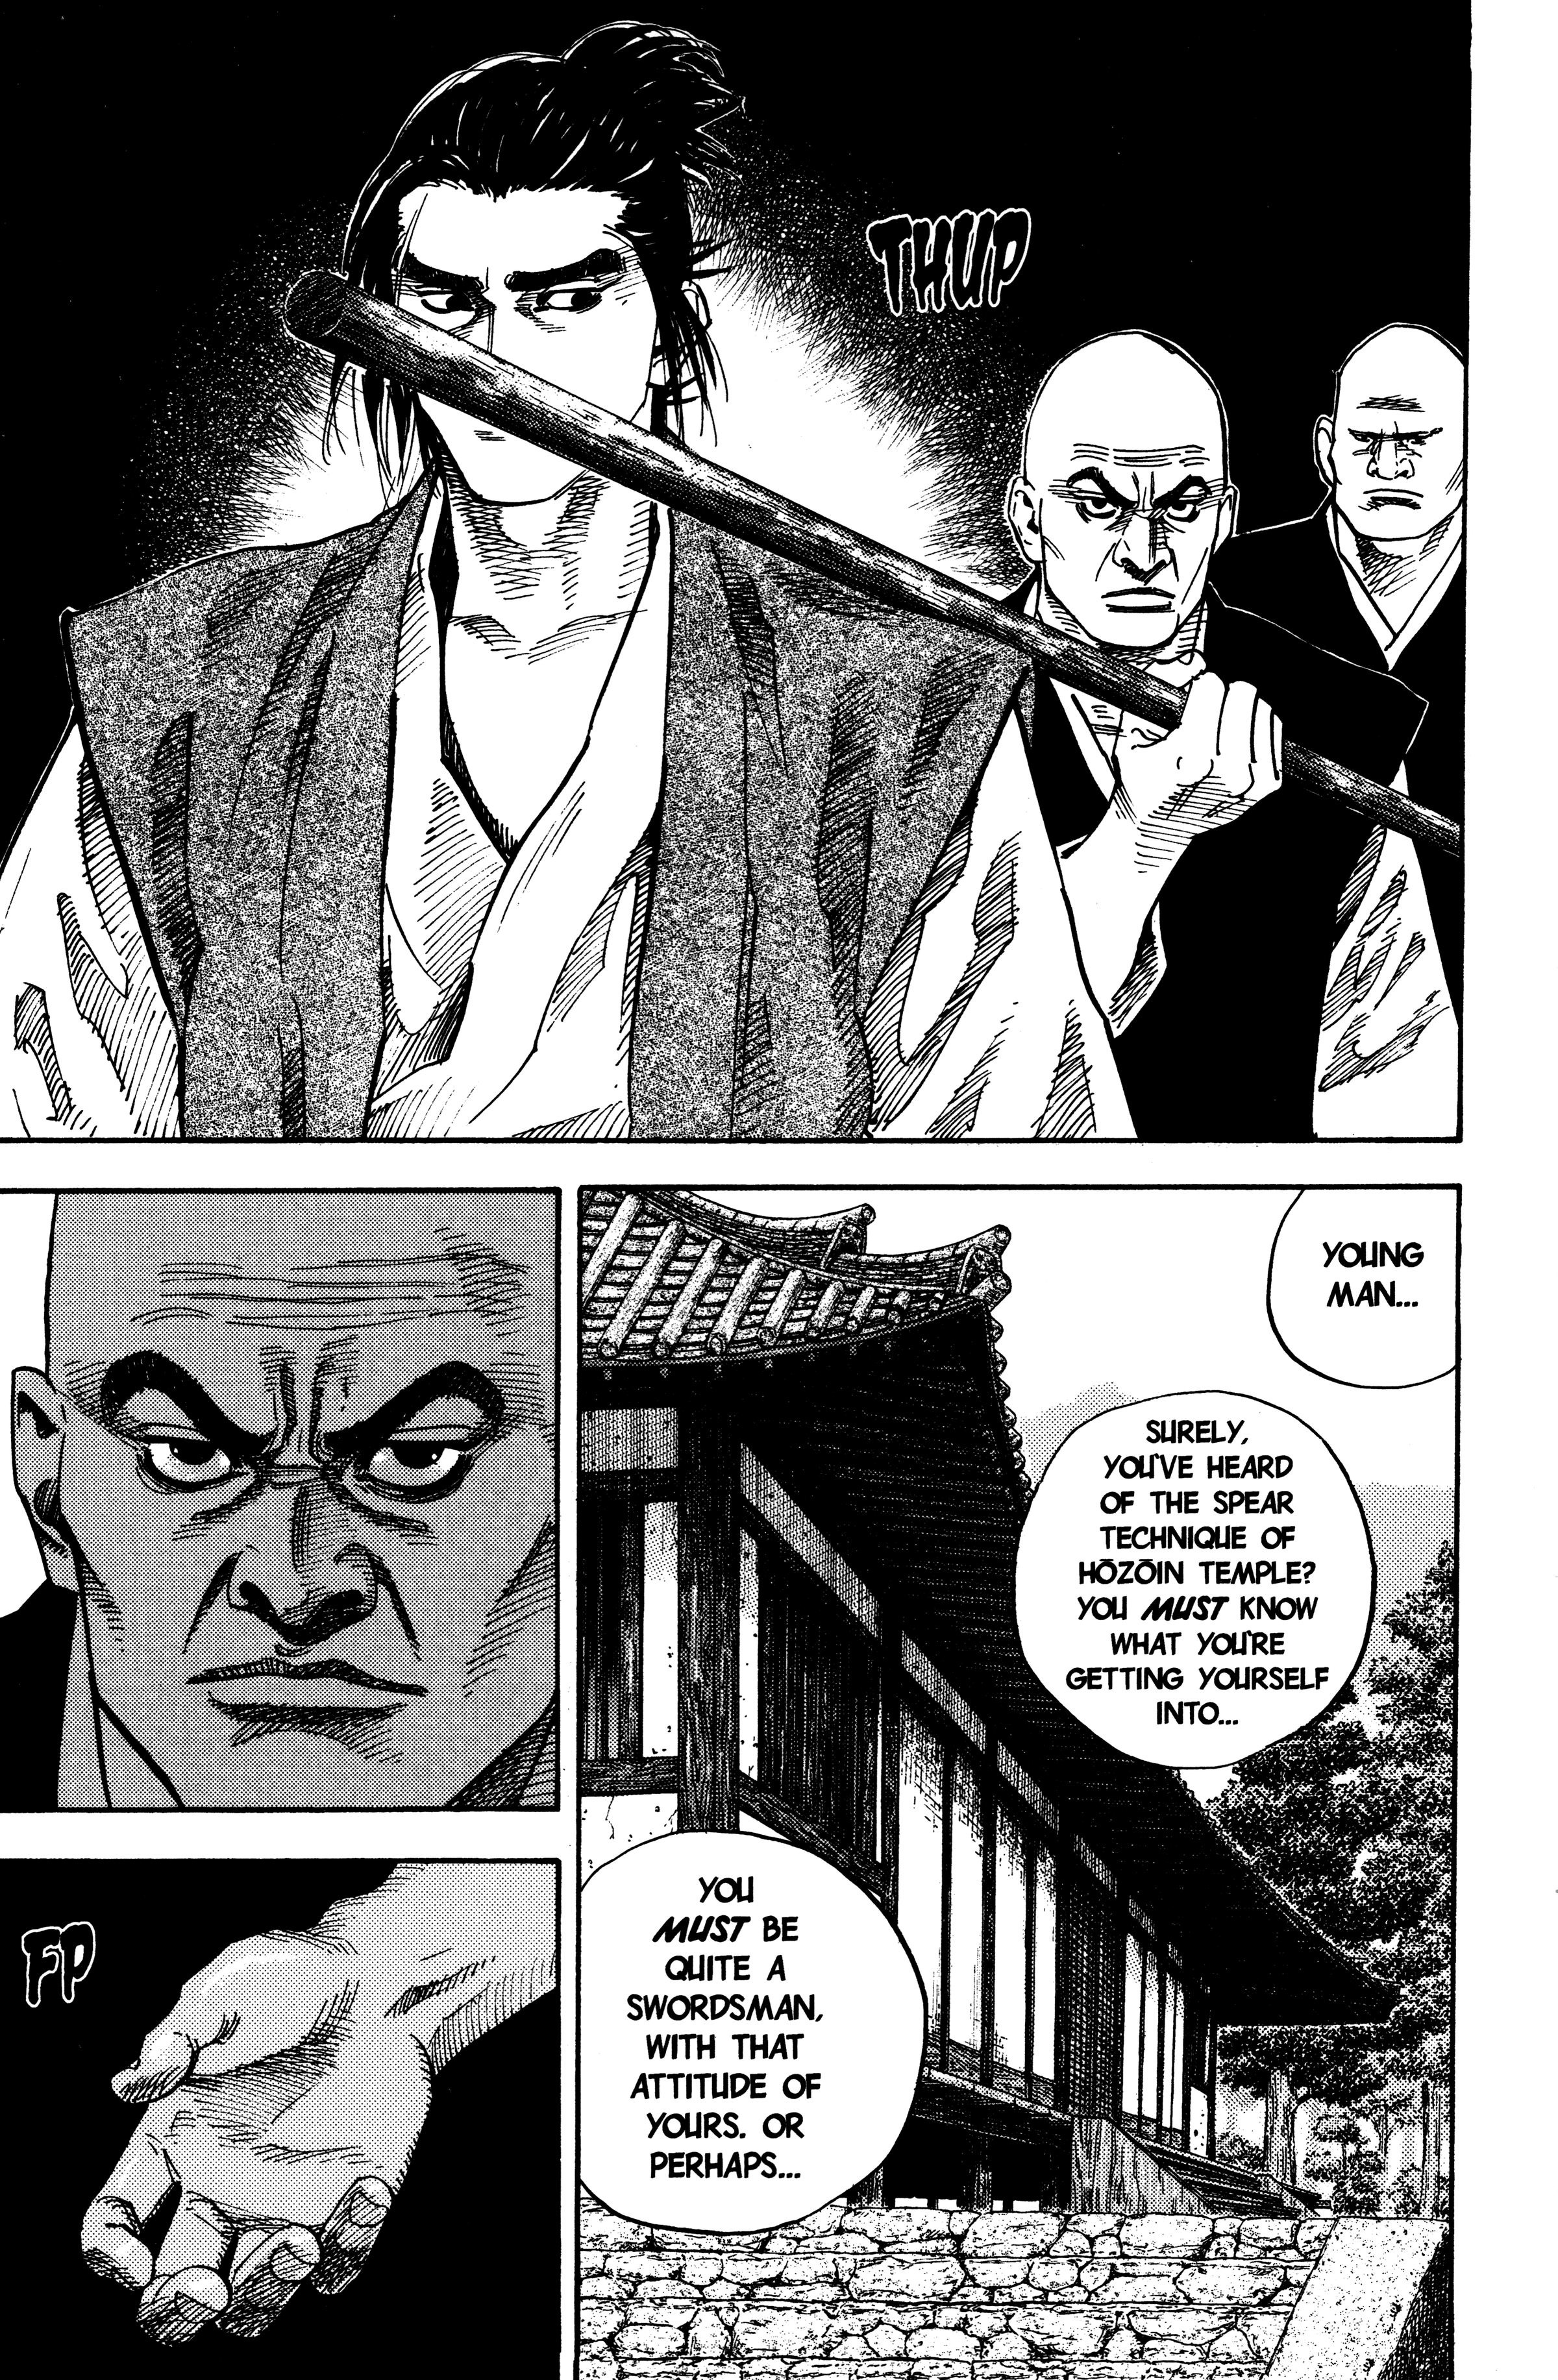 THUP
YOUNG
MAN...
SURELY,
YOU'VE HEARD
OF THE SPEAR
TECHNIQUE OF
HŌZŌIN TEMPLE?
YOU MUST KNOW
WHAT YOU'RE
GETTING YOURSELF
INTO...
YOU
MUST BE
QUITE A
SWORDSMAN,
WITH THAT
ATTITUDE OF
YOURS. OR
PERHAPS...
FP